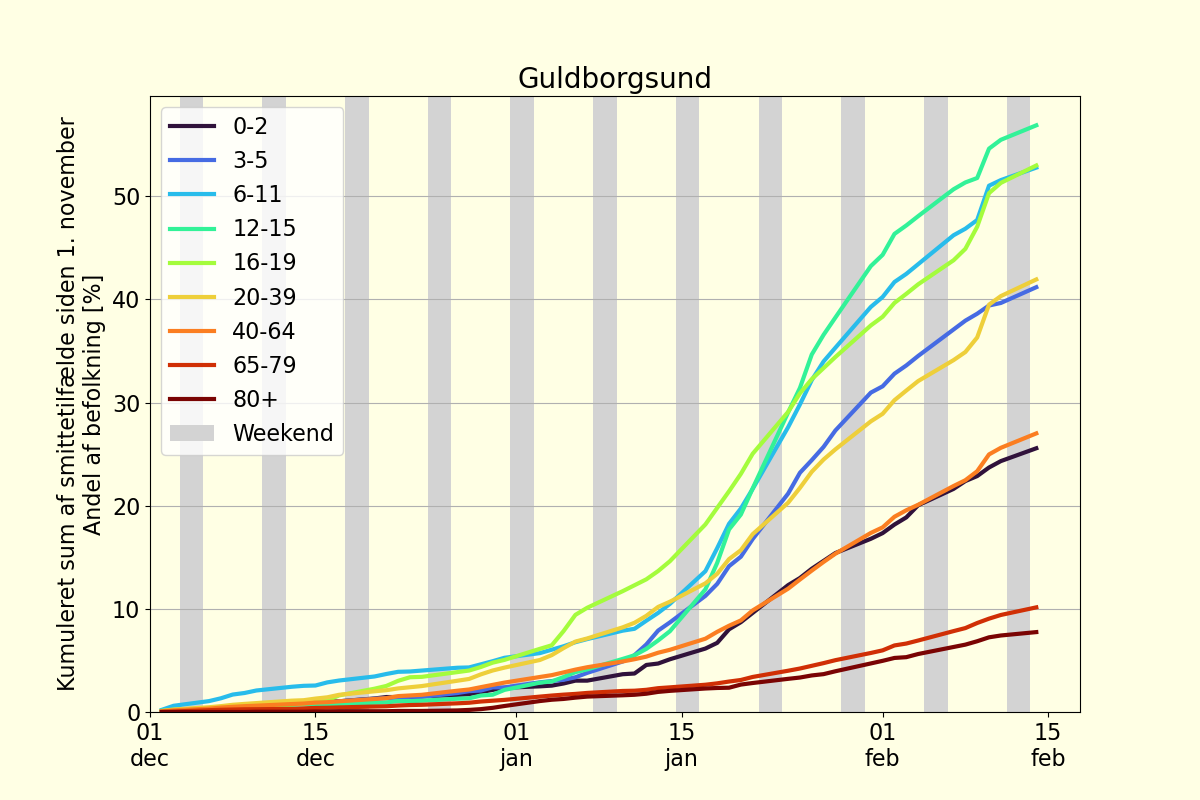 Guldborgsund
Kumuleret sum af smittetilfælde siden 1. november
Andel af befolkning [%]
50
40
30
20
10
0
0-2
3-5
6-11
12-15
16-19
20-39
40-64
65-79
80+
Weekend
01 15 01 15 01 15
dec dec jan jan feb feb